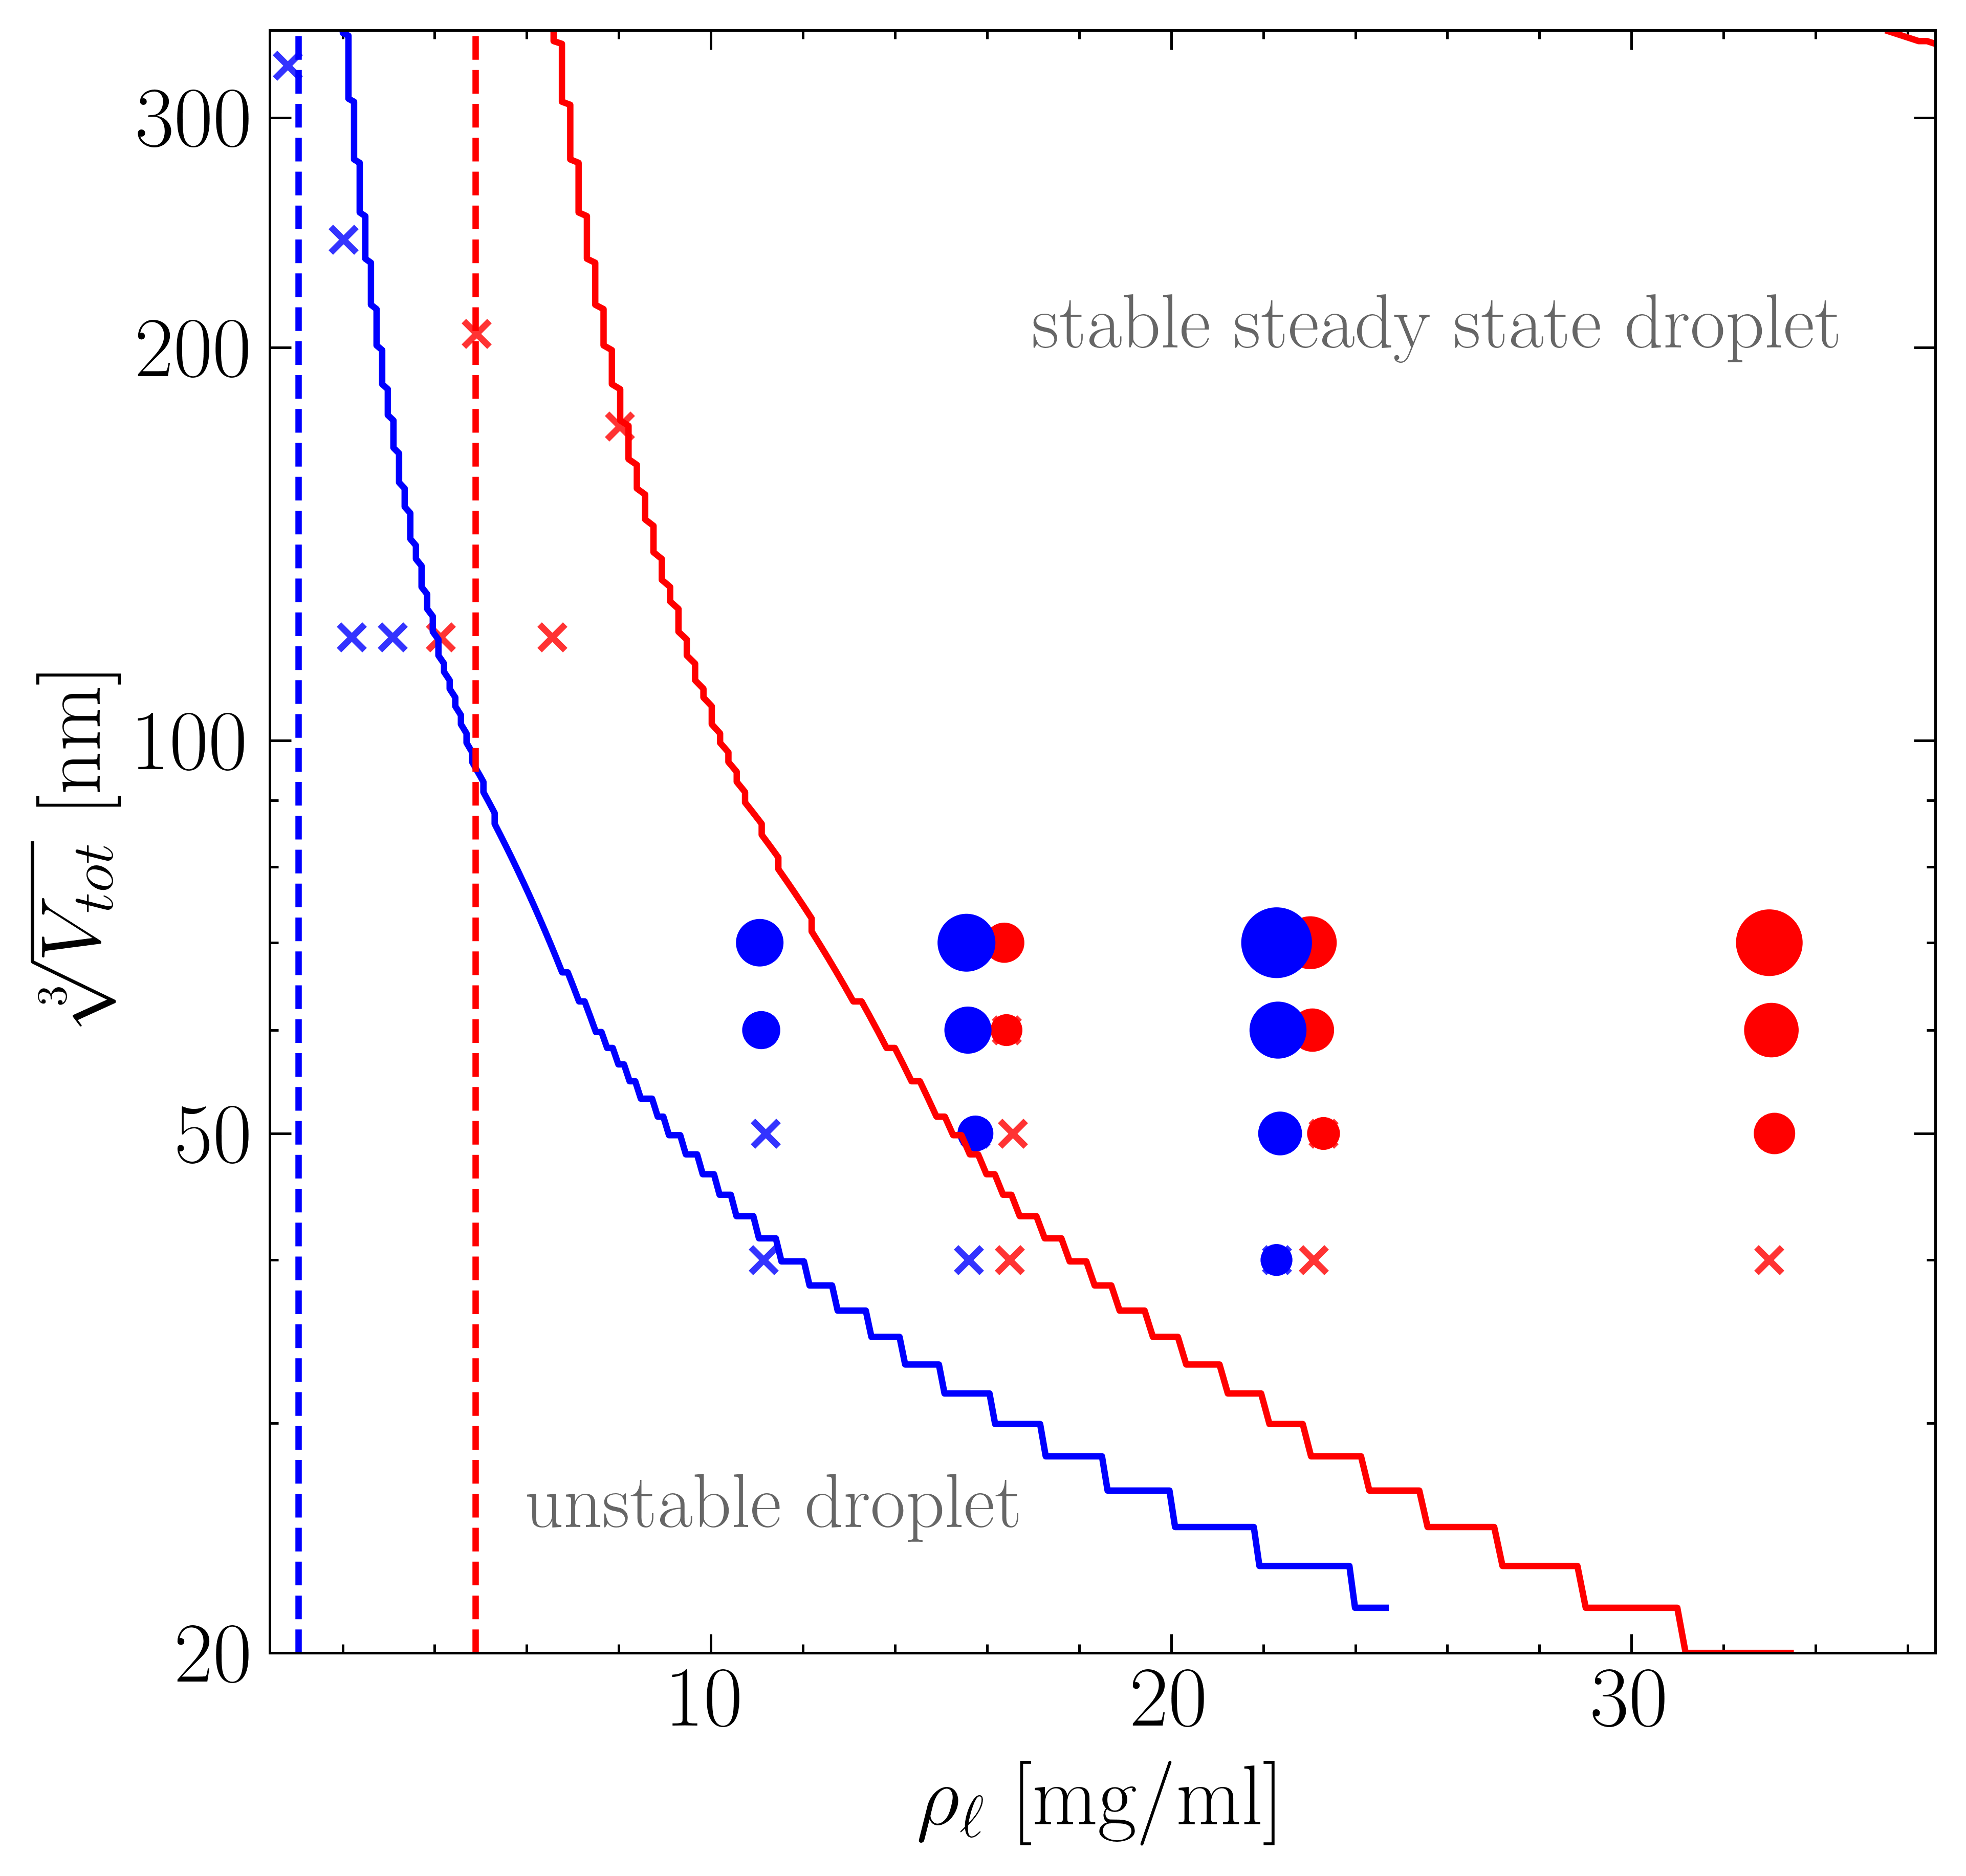 300
200
100
50
20
∛V_tot [nm]
stable steady state droplet
unstable droplet
10 20 30
ρ_ℓ [mg/ml]